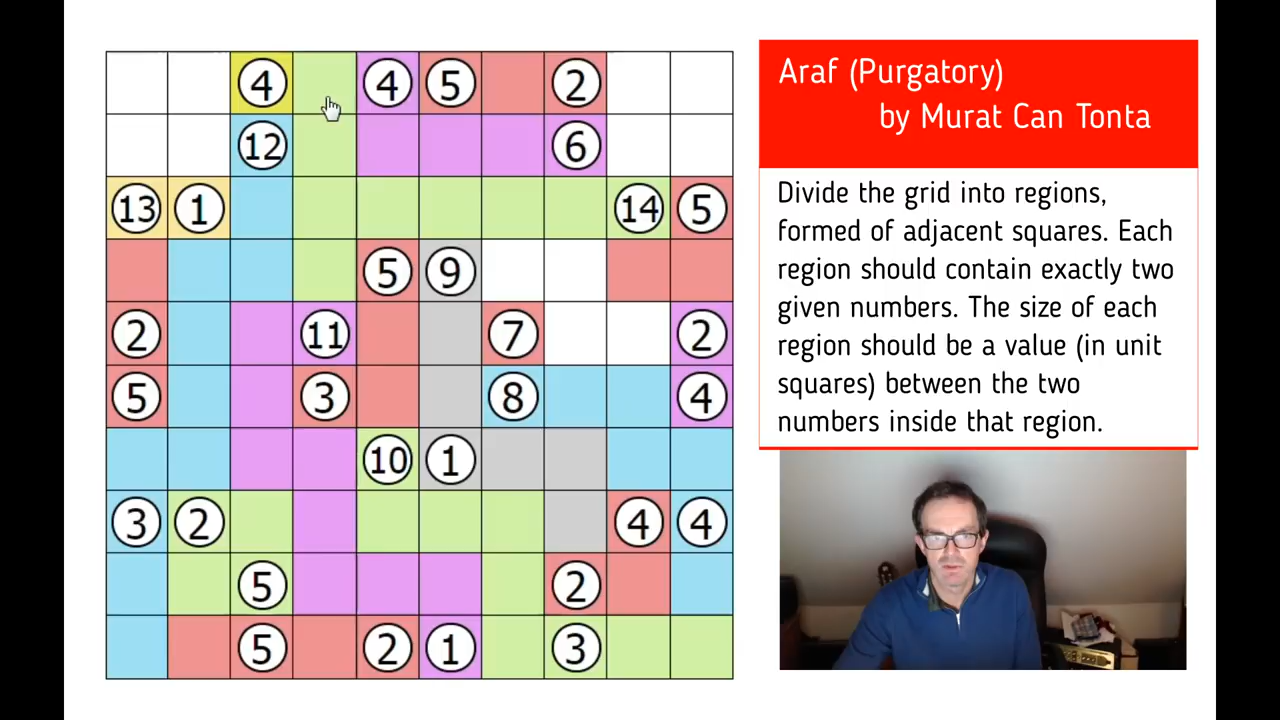 4 4 5 2
12 6
13 1 14 5
5 9
2 11 7 2
5 3 8 4
10 1
3 2 4 4
5 2
5 2 1 3
Araf (Purgatory)
by Murat Can Tonta
Divide the grid into regions,
formed of adjacent squares. Each
region should contain exactly two
given numbers. The size of each
region should be a value (in unit
squares) between the two
numbers inside that region.